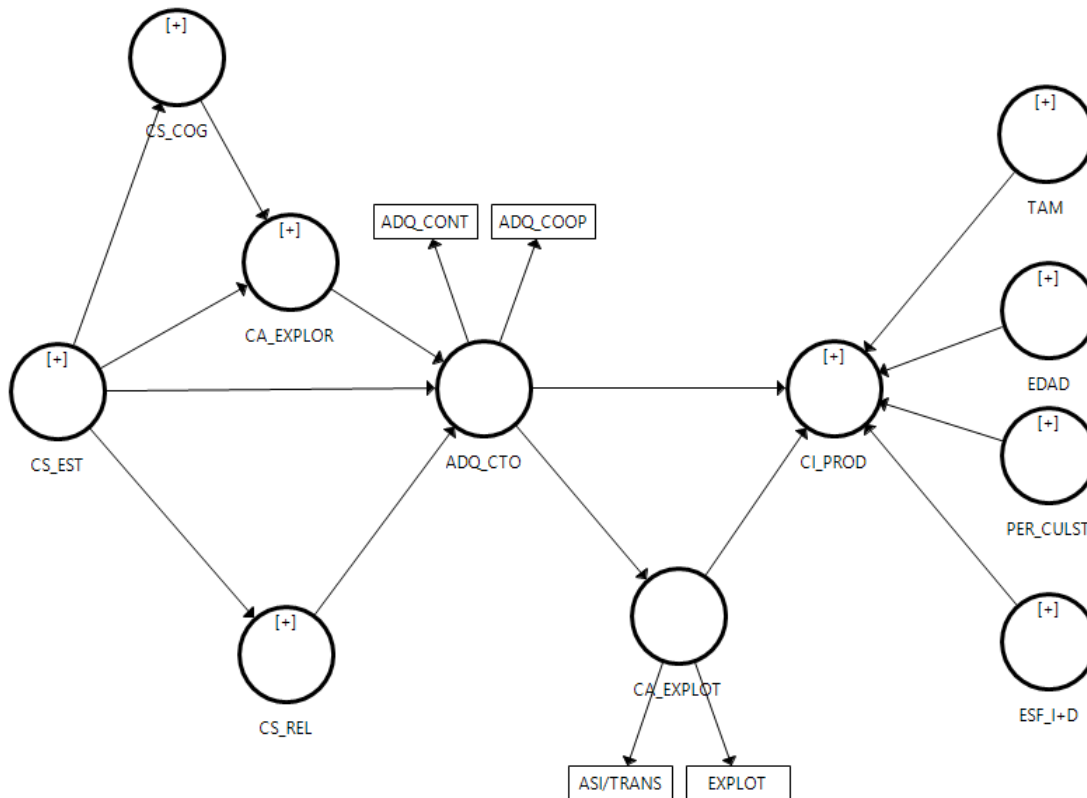 [+]
CS_COG
[+]
TAM
ADQ_CONT
ADQ_COOP
[+]
CA_EXPLOR
[+]
EDAD
[+]
CS_EST
ADQ_CTO
[+]
CI_PROD
[+]
PER_CULST
[+]
CS_REL
CA_EXPLOT
[+]
ESF_I+D
ASI/TRANS
EXPLOT